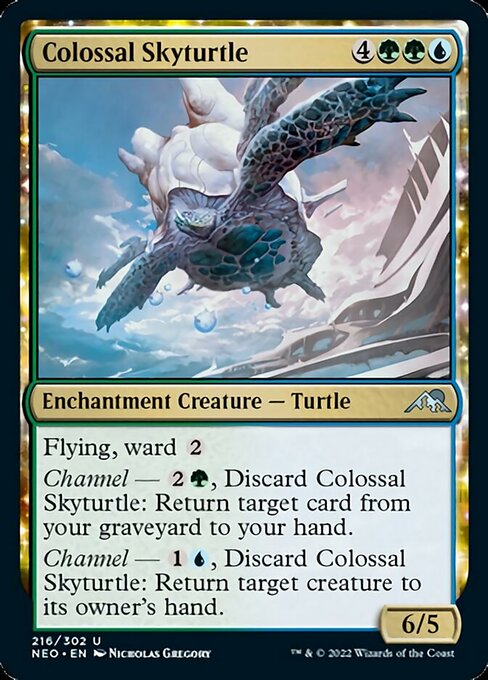 Colossal Skyturtle 4
Enchantment Creature — Turtle
Flying, ward 2
Channel — 2, Discard Colossal
Skyturtle: Return target card from
your graveyard to your hand.
Channel — 1, Discard Colossal
Skyturtle: Return target creature to
its owner's hand.
6/5
216/302 U
NEO • EN Nicholas Gregory
™ & © 2022 Wizards of the Coast